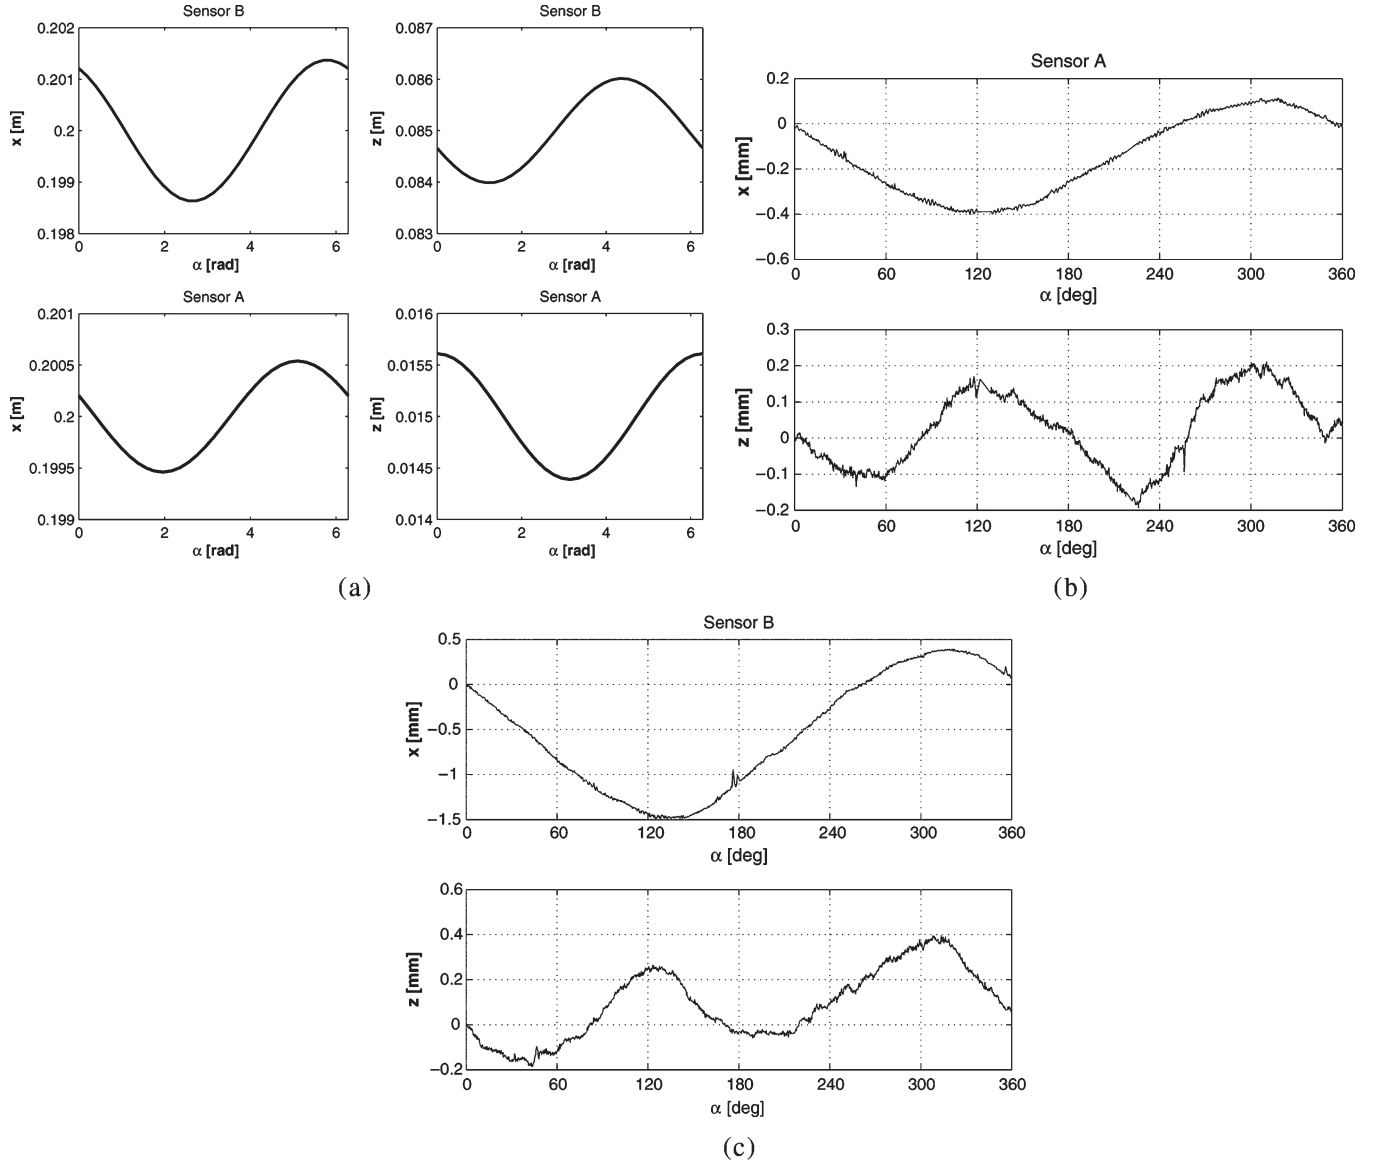 Sensor B
0.202
0.201
0.2
0.199
0.198
x [m]
0 2 4 6
α [rad]
Sensor B
0.087
0.086
0.085
0.084
0.083
z [m]
0 2 4 6
α [rad]
Sensor A
0.201
0.2005
0.2
0.1995
0.199
x [m]
0 2 4 6
α [rad]
Sensor A
0.016
0.0155
0.015
0.0145
0.014
z [m]
0 2 4 6
α [rad]
(a)
Sensor A
0.2
0
−0.2
−0.4
−0.6
x [mm]
0 60 120 180 240 300 360
α [deg]
0.3
0.2
0.1
0
−0.1
−0.2
z [mm]
0 60 120 180 240 300 360
α [deg]
(b)
Sensor B
0.5
0
−0.5
−1
−1.5
x [mm]
0 60 120 180 240 300 360
α [deg]
0.6
0.4
0.2
0
−0.2
z [mm]
0 60 120 180 240 300 360
α [deg]
(c)